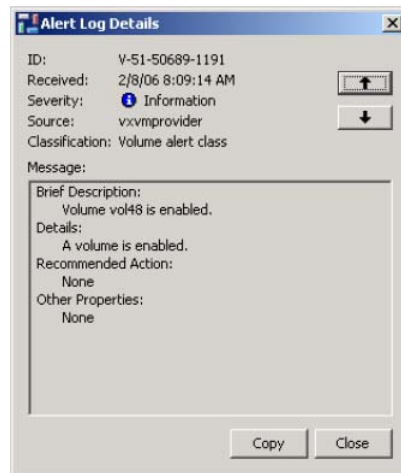 Alert Log Details
ID: V-51-50689-1191
Received: 2/8/06 8:09:14 AM
Severity: Information
Source: vxvmprovider
Classification: Volume alert class
Message:
Brief Description:
Volume vol48 is enabled.
Details:
A volume is enabled.
Recommended Action:
None
Other Properties:
None
Copy Close